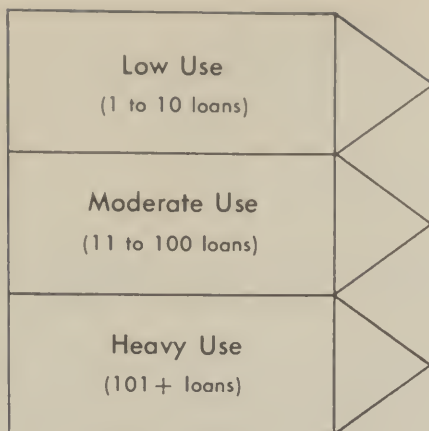 Low Use
(1 to 10 loans)
Moderate Use
(11 to 100 loans)
Heavy Use
(101+ loans)